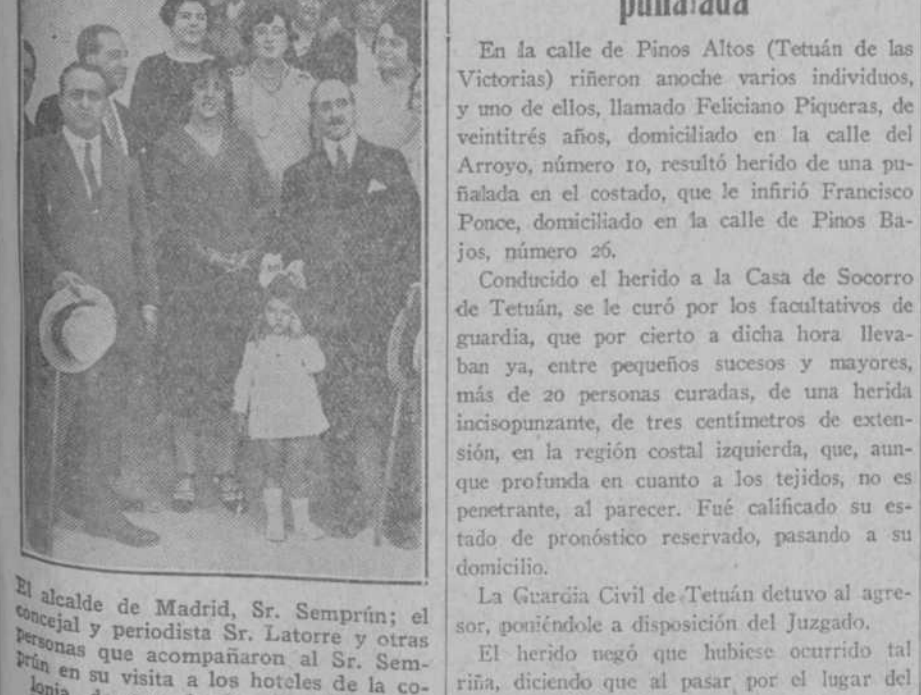 El alcalde de Madrid, Sr. Semprún; el
concejal y periodista Sr. Latorre y otras
personas que acompañaron al Sr. Sem-
prún en su visita a los hoteles de la co-
lonia
puñalada
En la calle de Pinos Altos (Tetuán de las
Victorias) riñeron anoche varios individuos,
y uno de ellos, llamado Feliciano Piqueras, de
veintitrés años, domiciliado en la calle del
Arroyo, número 10, resultó herido de una pu-
ñalada en el costado, que le infirió Francisco
Ponce, domiciliado en la calle de Pinos Ba-
jos, número 26.
Conducido el herido a la Casa de Socorro
de Tetuán, se le curó por los facultativos de
guardia, que por cierto a dicha hora lleva-
ban ya, entre pequeños sucesos y mayores,
más de 20 personas curadas, de una herida
incisopunzante, de tres centímetros de exten-
sión, en la región costal izquierda, que, aun-
que profunda en cuanto a los tejidos, no es
penetrante, al parecer. Fué calificado su es-
tado de pronóstico reservado, pasando a su
domicilio.
La Guardia Civil de Tetuán detuvo al agre-
sor, poniéndole a disposición del Juzgado.
El herido negó que hubiese ocurrido tal
riña, diciendo que al pasar por el lugar del